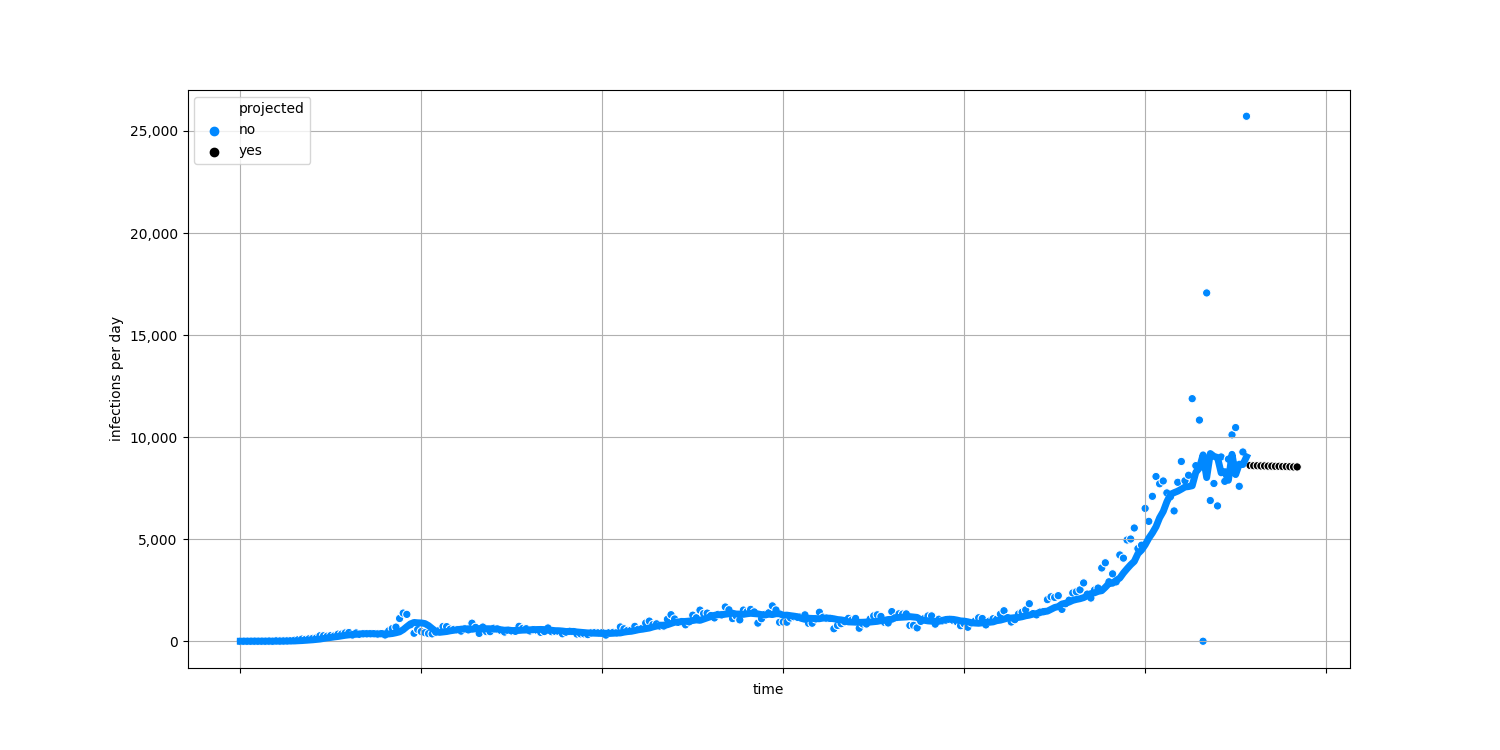 projected
no
yes
25,000
20,000
15,000
10,000
5,000
0
infections per day
time